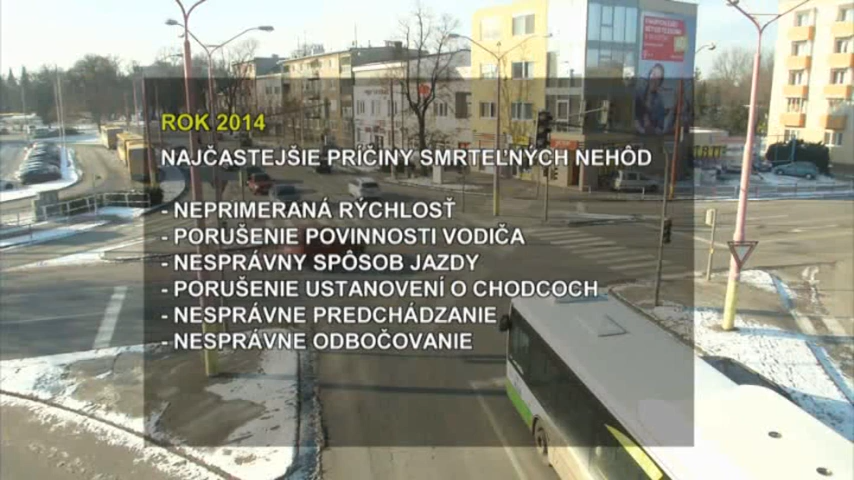 ROK 2014
NAJČASTEJŠIE PRÍČINY SMRTEĽNÝCH NEHÔD
- NEPRIMERANÁ RÝCHLOSŤ
- PORUŠENIE POVINNOSTI VODIČA
- NESPRÁVNY SPÔSOB JAZDY
- PORUŠENIE USTANOVENÍ O CHODCOCH
- NESPRÁVNE PREDCHÁDZANIE
- NESPRÁVNE ODBOČOVANIE